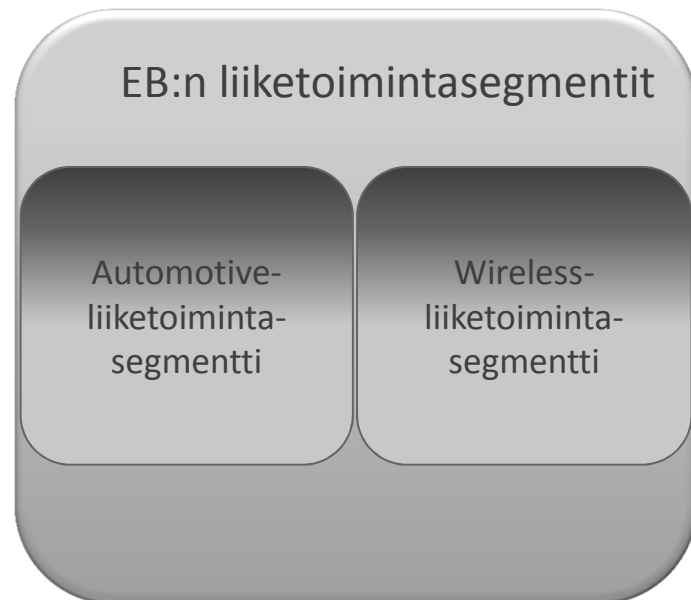 EB:n liiketoimintasegmentit
Automotive-
liiketoiminta-
segmentti
Wireless-
liiketoiminta-
segmentti